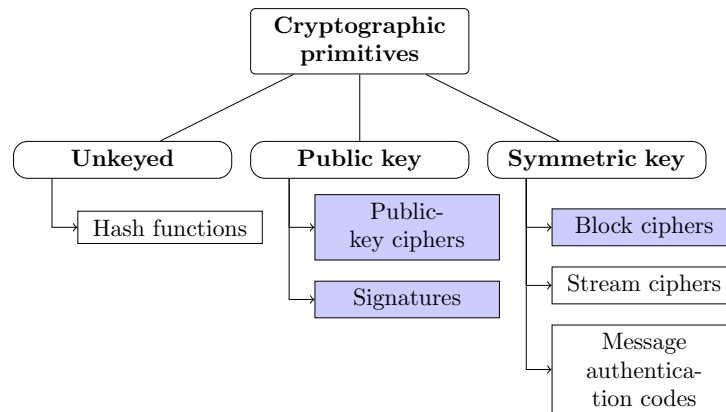 Cryptographic
primitives
Unkeyed
Public key
Symmetric key
Hash functions
Public-
key ciphers
Signatures
Block ciphers
Stream ciphers
Message
authentica-
tion codes